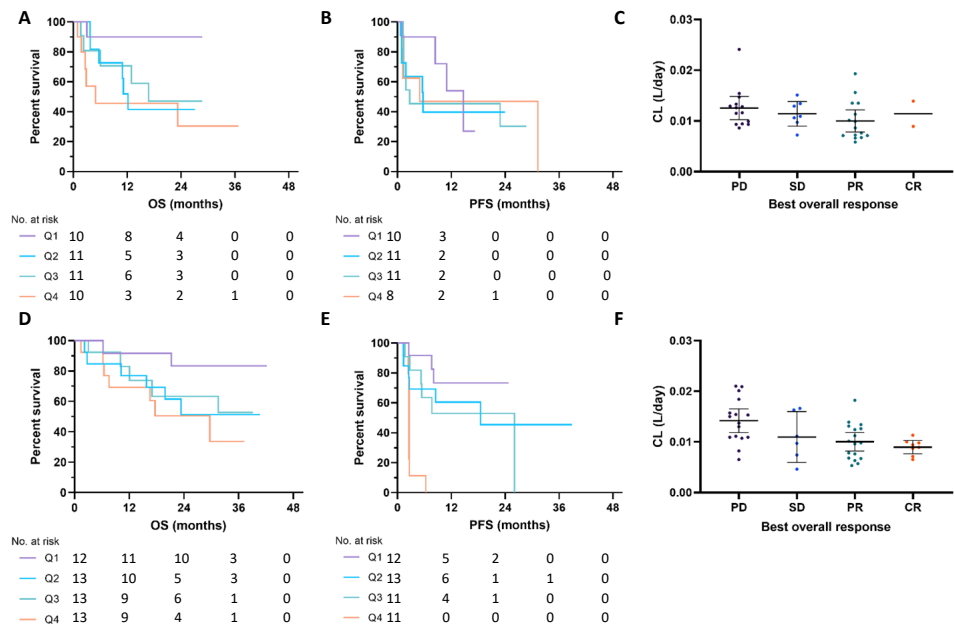 A
B
C
Percent survival
100
80
60
40
20
0
0 12 24 36 48
OS (months)
No. at risk
Q1 10 8 4 0 0
Q2 11 5 3 0 0
Q3 11 6 3 0 0
Q4 10 3 2 1 0
Percent survival
100
80
60
40
20
0
0 12 24 36 48
PFS (months)
No. at risk
Q1 10 3 0 0 0
Q2 11 2 0 0 0
Q3 11 2 0 0 0
Q4 8 2 1 0 0
CL (L/day)
0.03
0.02
0.01
0.00
PD SD PR CR
Best overall response
D
E
F
Percent survival
100
80
60
40
20
0
0 12 24 36 48
OS (months)
No. at risk
Q1 12 11 10 3 0
Q2 13 10 5 3 0
Q3 13 9 6 1 0
Q4 13 9 4 1 0
Percent survival
100
80
60
40
20
0
0 12 24 36 48
PFS (months)
No. at risk
Q1 12 5 2 0 0
Q2 13 6 1 1 0
Q3 11 4 1 0 0
Q4 11 0 0 0 0
CL (L/day)
0.03
0.02
0.01
0.00
PD SD PR CR
Best overall response